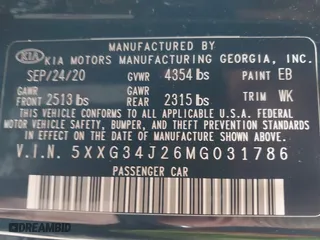 MANUFACTURED BY
KIA KIA MOTORS MANUFACTURING GEORGIA, INC.
SEP/24/20 GVWR 4354 lbs PAINT EB
GAWR FRONT 2513 lbs GAWR REAR 2315 lbs TRIM WK
THIS VEHICLE CONFORMS TO ALL APPLICABLE U.S.A. FEDERAL
MOTOR VEHICLE SAFETY, BUMPER, AND THEFT PREVENTION
STANDARDS IN EFFECT ON THE DATE OF MANUFACTURE SHOWN ABOVE.
V.I.N. 5XXG34J26MG031786
PASSENGER CAR
DREAMBID